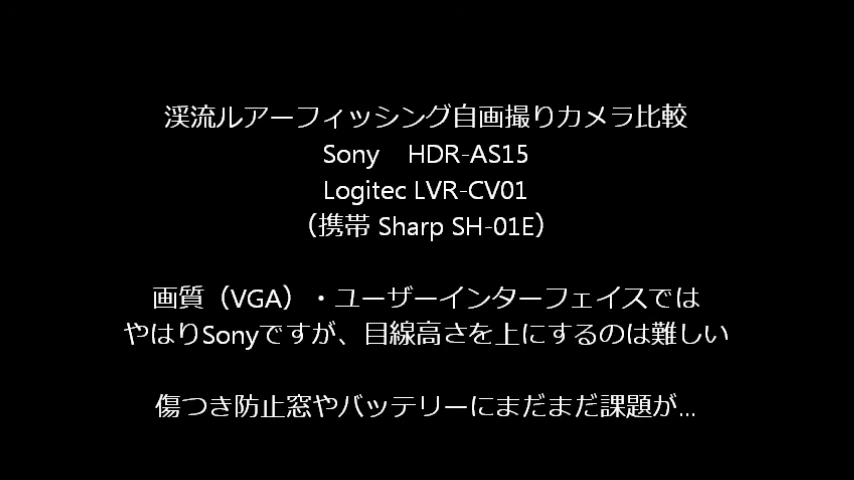 渓流ルアーフィッシング自画撮りカメラ比較
Sony　HDR-AS15
Logitec LVR-CV01
（携帯 Sharp SH-01E）
画質（VGA）・ユーザーインターフェイスでは
やはりSonyですが、目線高さを上にするのは難しい
傷つき防止窓やバッテリーにまだまだ課題が...